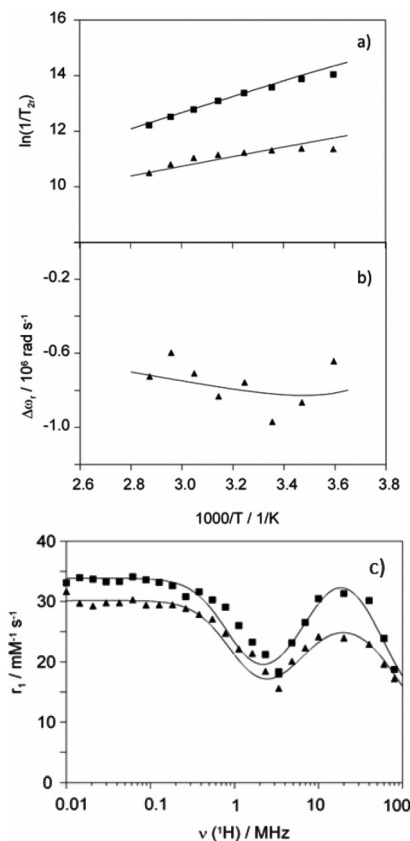 a)
ln(1/T2r)
16
14
12
10
b)
Δωr / 10⁶ rad s⁻¹
-0.2
-0.6
-1.0
2.6 2.8 3.0 3.2 3.4 3.6 3.8
1000/T / 1/K
c)
r₁ / mM⁻¹ s⁻¹
40
30
20
10
0
0.01 0.1 1 10 100
ν (¹H) / MHz